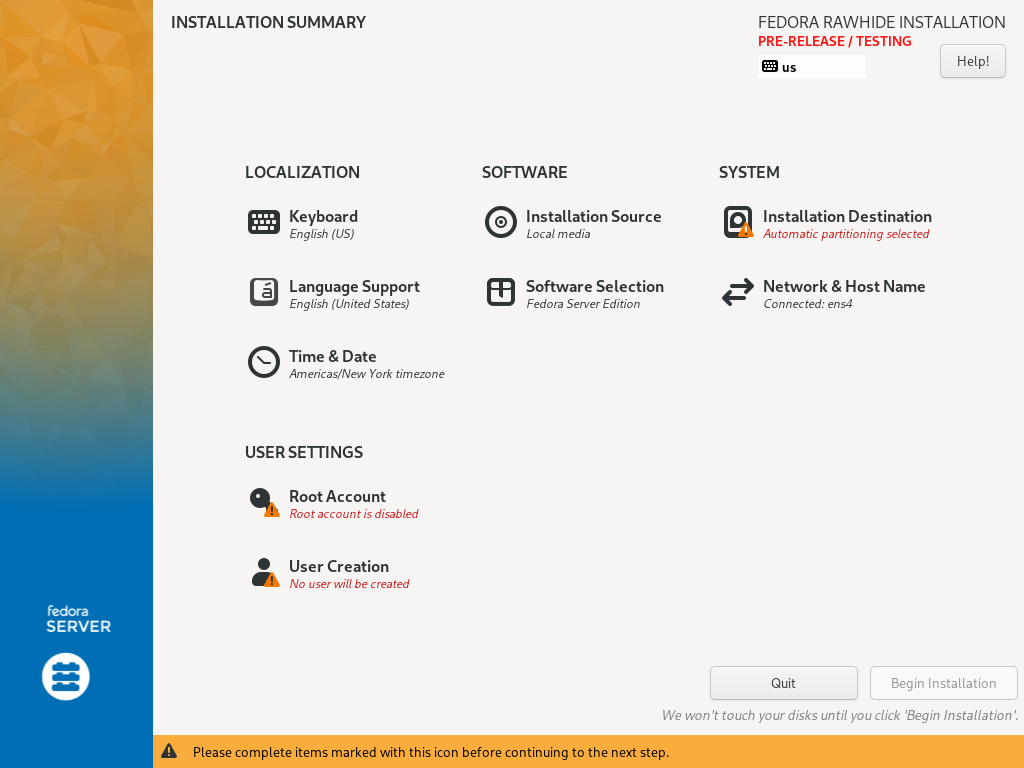 INSTALLATION SUMMARY
FEDORA RAWHIDE INSTALLATION
PRE-RELEASE / TESTING
us
Help!
LOCALIZATION
Keyboard
English (US)
Language Support
English (United States)
Time & Date
Americas/New York timezone
SOFTWARE
Installation Source
Local media
Software Selection
Fedora Server Edition
SYSTEM
Installation Destination
Automatic partitioning selected
Network & Host Name
Connected: ens4
USER SETTINGS
Root Account
Root account is disabled
User Creation
No user will be created
fedora
SERVER
Quit
Begin Installation
We won't touch your disks until you click 'Begin Installation'.
Please complete items marked with this icon before continuing to the next step.